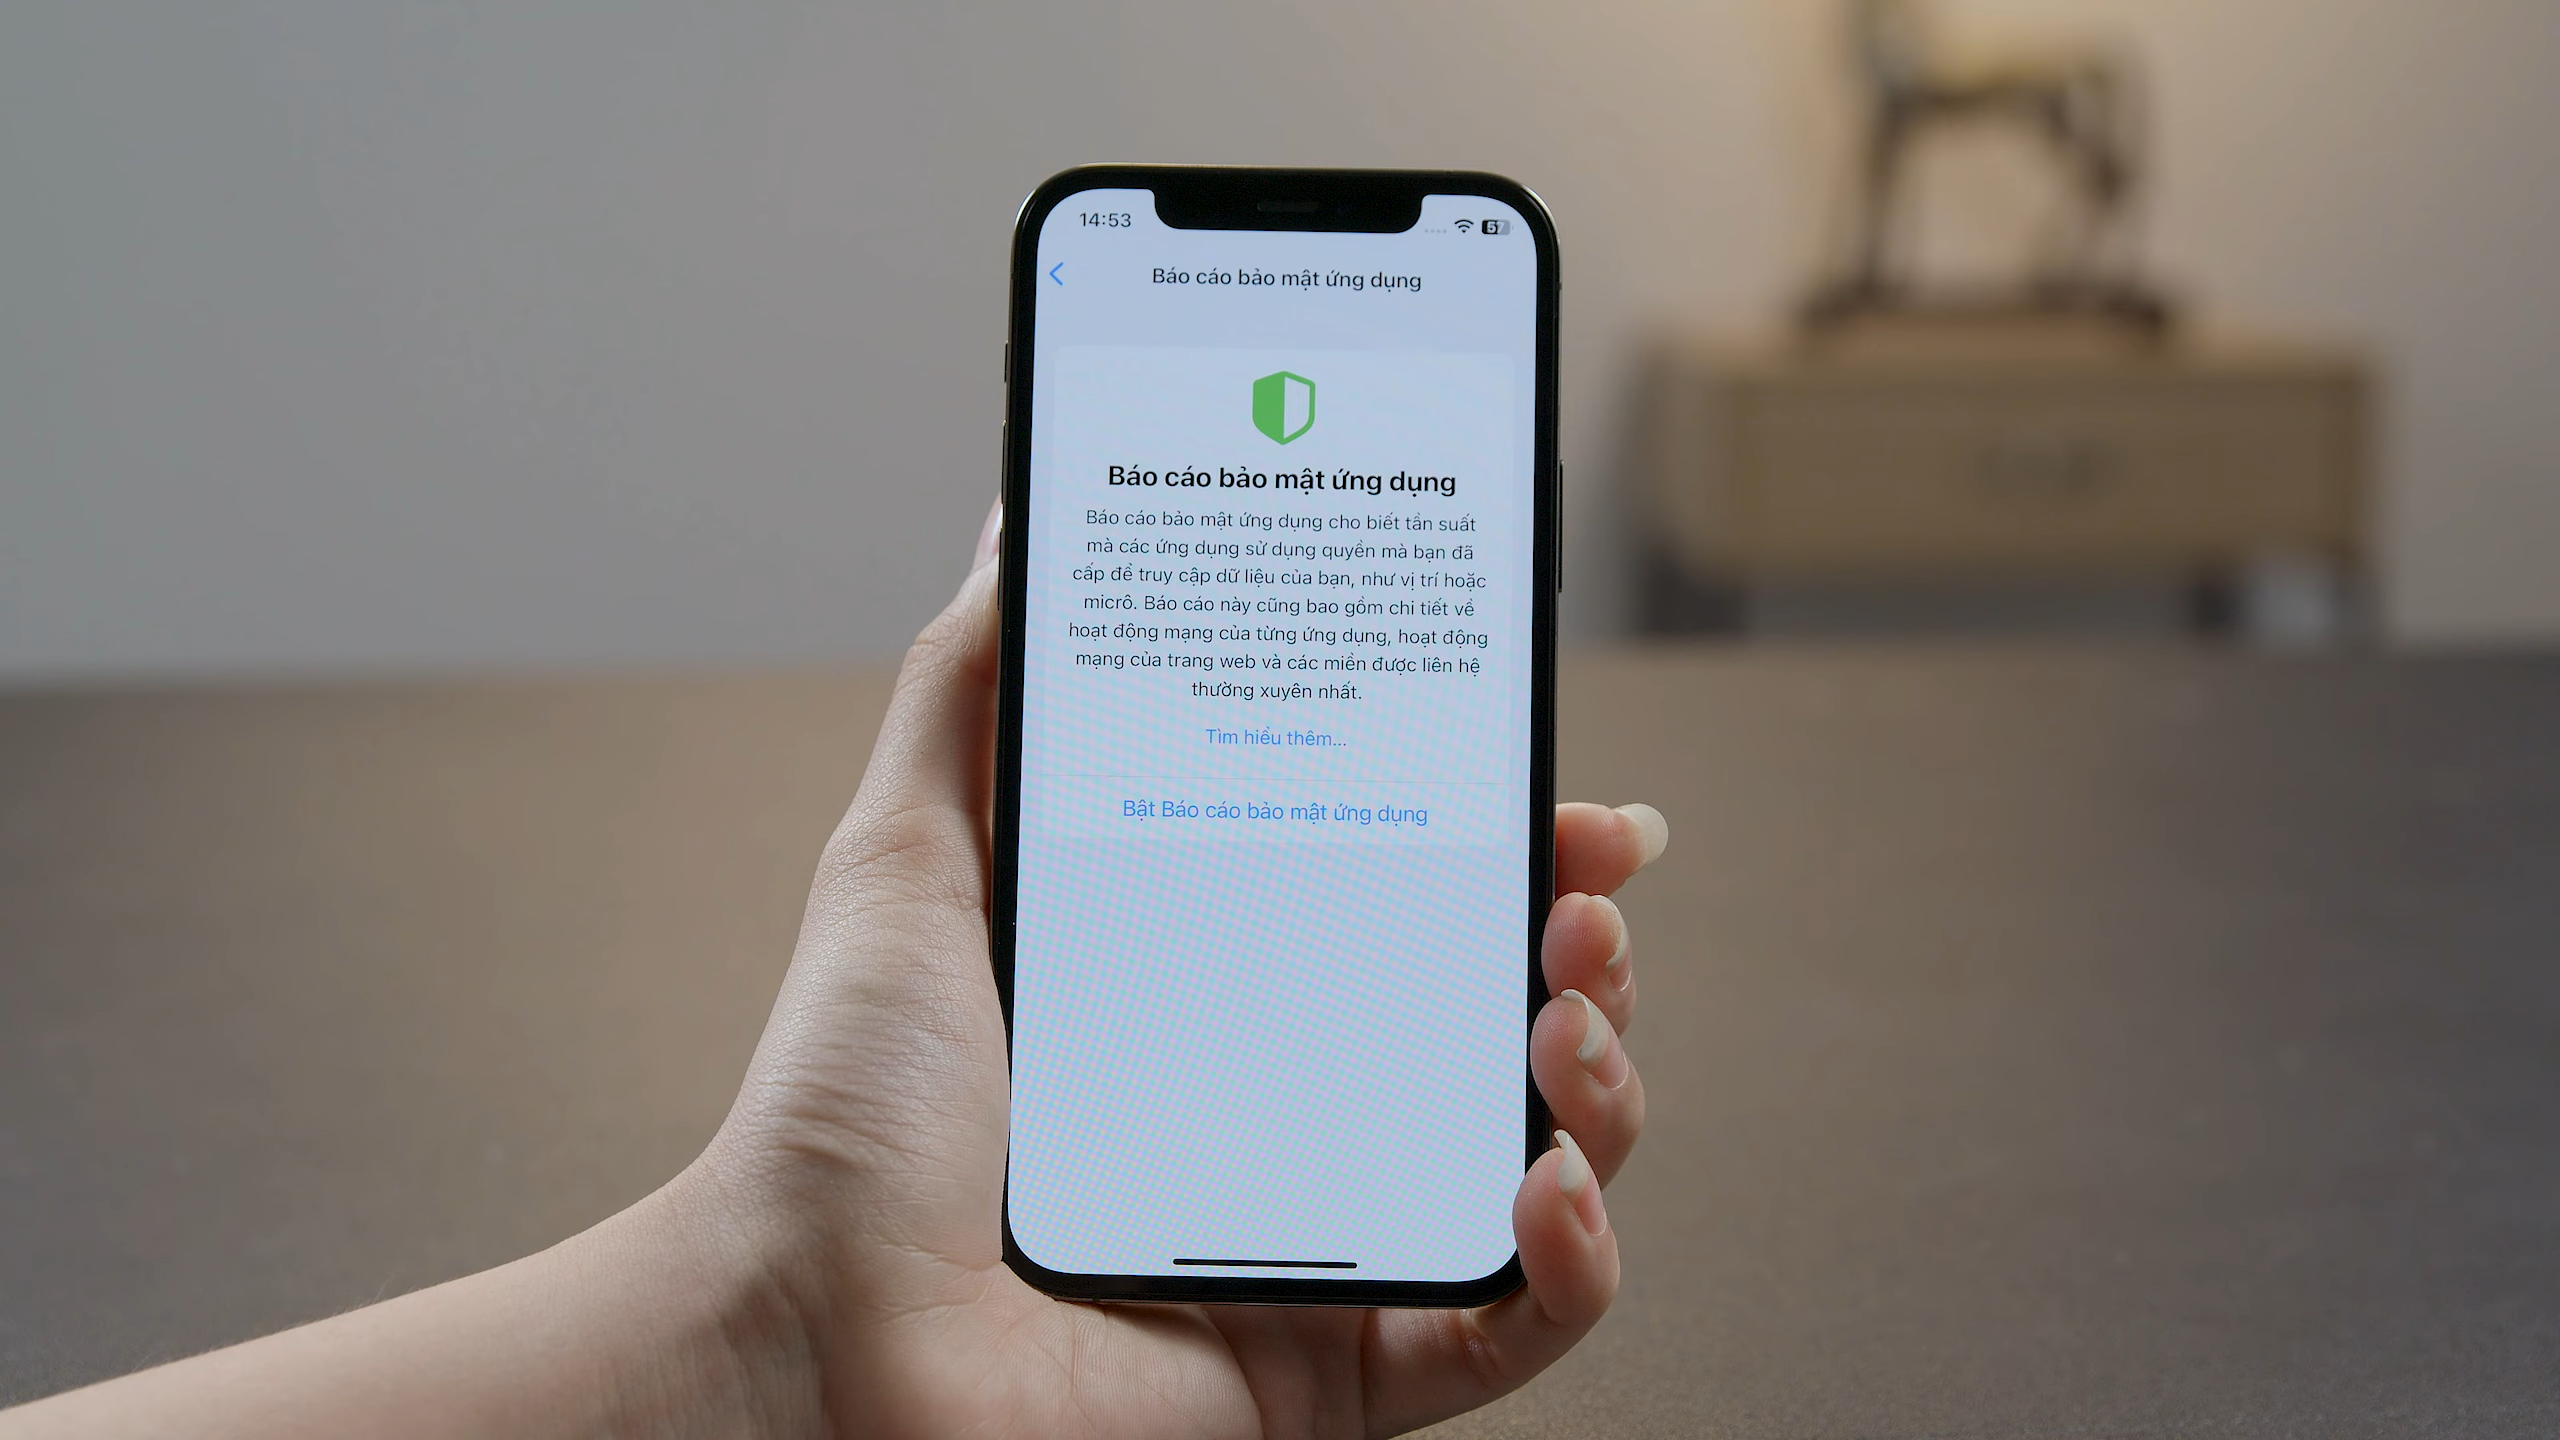 14:53
57
Báo cáo bảo mật ứng dụng
Báo cáo bảo mật ứng dụng
Báo cáo bảo mật ứng dụng cho biết tần suất
mà các ứng dụng sử dụng quyền mà bạn đã
cấp để truy cập dữ liệu của bạn, như vị trí hoặc
micrô. Báo cáo này cũng bao gồm chi tiết về
hoạt động mạng của từng ứng dụng, hoạt động
mạng của trang web và các miền được liên hệ
thường xuyên nhất.
Tìm hiểu thêm...
Bật Báo cáo bảo mật ứng dụng